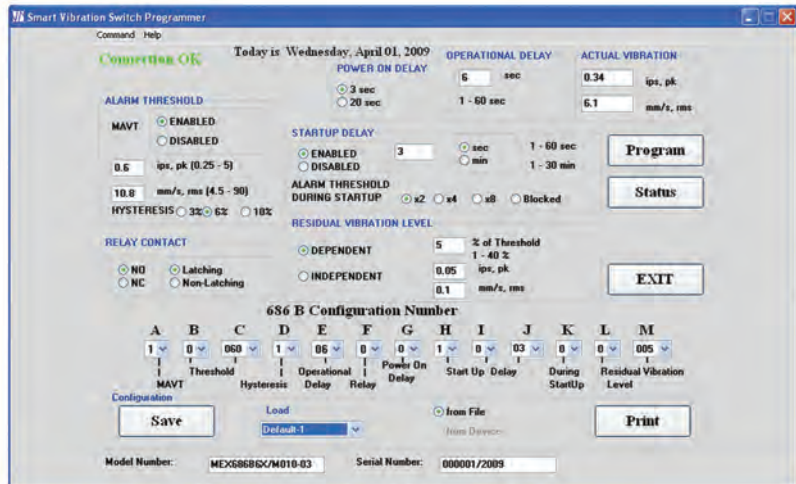 Smart Vibration Switch Programmer
Command Help
Connection OK
Today is Wednesday, April 01, 2009
POWER ON DELAY
3 sec
20 sec
OPERATIONAL DELAY
6 sec
1 - 60 sec
ACTUAL VIBRATION
0.34 ips, pk
6.1 mm/s, rms
ALARM THRESHOLD
MAVT
ENABLED
DISABLED
0.6 ips, pk (0.25 - 5)
10.8 mm/s, rms (4.5 - 90)
HYSTERESIS 3% 6% 10%
STARTUP DELAY
ENABLED
DISABLED
3
sec 1 - 60 sec
min 1 - 30 min
ALARM THRESHOLD
DURING STARTUP x2 x4 x8 Blocked
Program
Status
RELAY CONTACT
NO Latching
NC Non-Latching
RESIDUAL VIBRATION LEVEL
DEPENDENT
INDEPENDENT
5 % of Threshold
1 - 40 %
0.05 ips, pk
0.1 mm/s, rms
EXIT
686 B Configuration Number
A B C D E F G H I J K L M
1 0 060 1 06 0 0 1 0 03 0 0 005
MAVT
Threshold
Hysteresis
Operational Delay
Relay
Power On Delay
Start Up Delay
During StartUp
Residual Vibration Level
Configuration
Save
Load
Default-1
from File
from Device
Print
Model Number: MEX686B6X/M010-03 Serial Number: 000001/2009